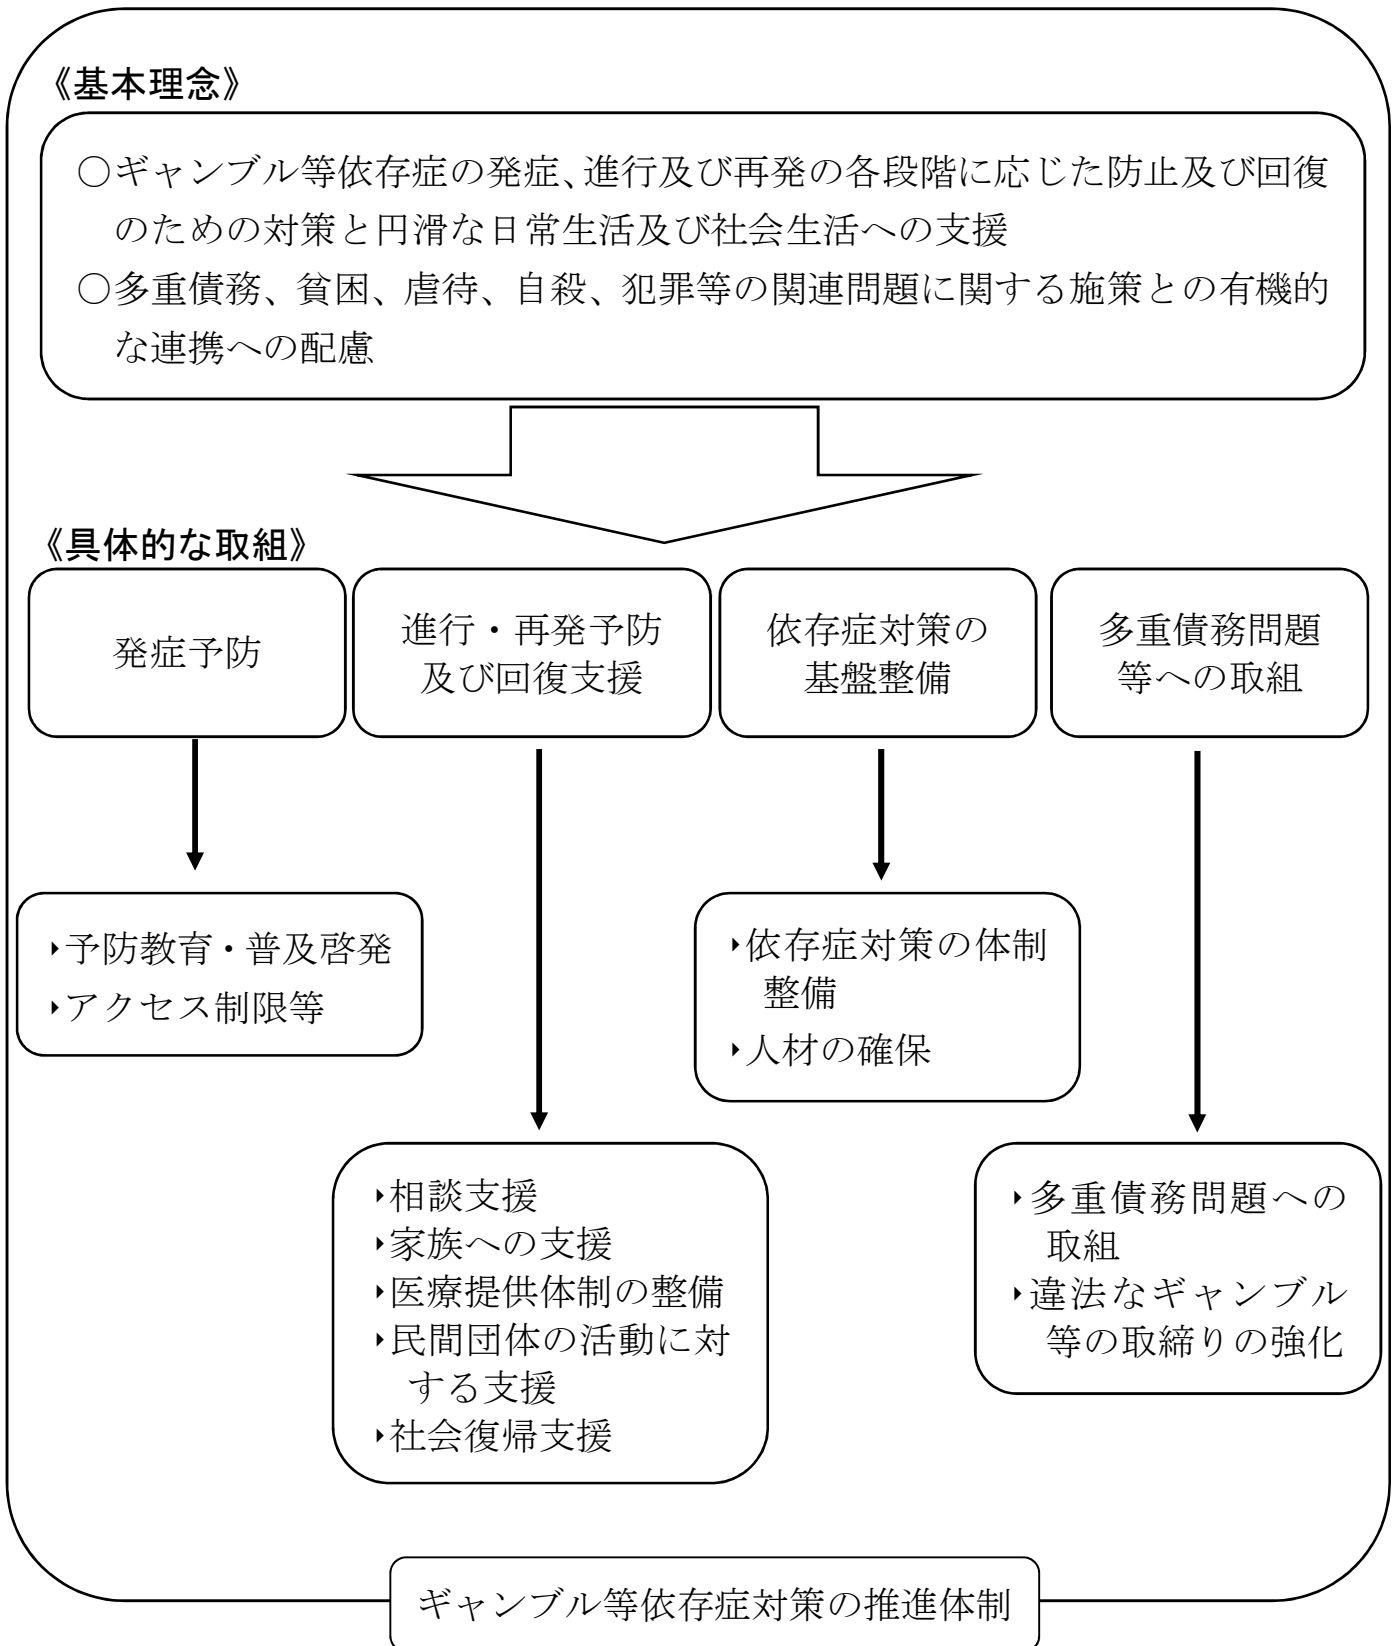 《基本理念》
○ギャンブル等依存症の発症、進行及び再発の各段階に応じた防止及び回復
のための対策と円滑な日常生活及び社会生活への支援
○多重債務、貧困、虐待、自殺、犯罪等の関連問題に関する施策との有機的
な連携への配慮
《具体的な取組》
発症予防
進行・再発予防
及び回復支援
依存症対策の
基盤整備
多重債務問題
等への取組
‣予防教育・普及啓発
‣アクセス制限等
‣依存症対策の体制
整備
‣人材の確保
‣相談支援
‣家族への支援
‣医療提供体制の整備
‣民間団体の活動に対
する支援
‣社会復帰支援
‣多重債務問題への
取組
‣違法なギャンブル
等の取締りの強化
ギャンブル等依存症対策の推進体制